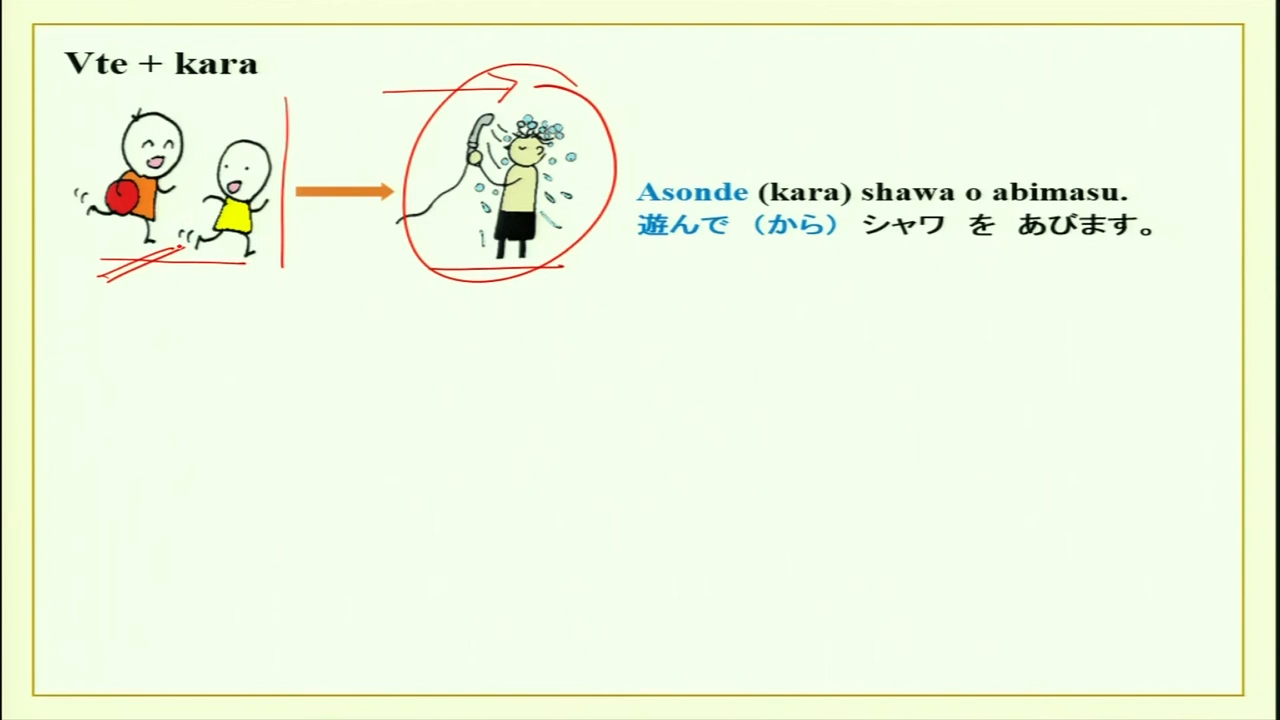 Vte + kara
Asonde (kara) shawa o abimasu.
遊んで（から） シャワ を あびます。